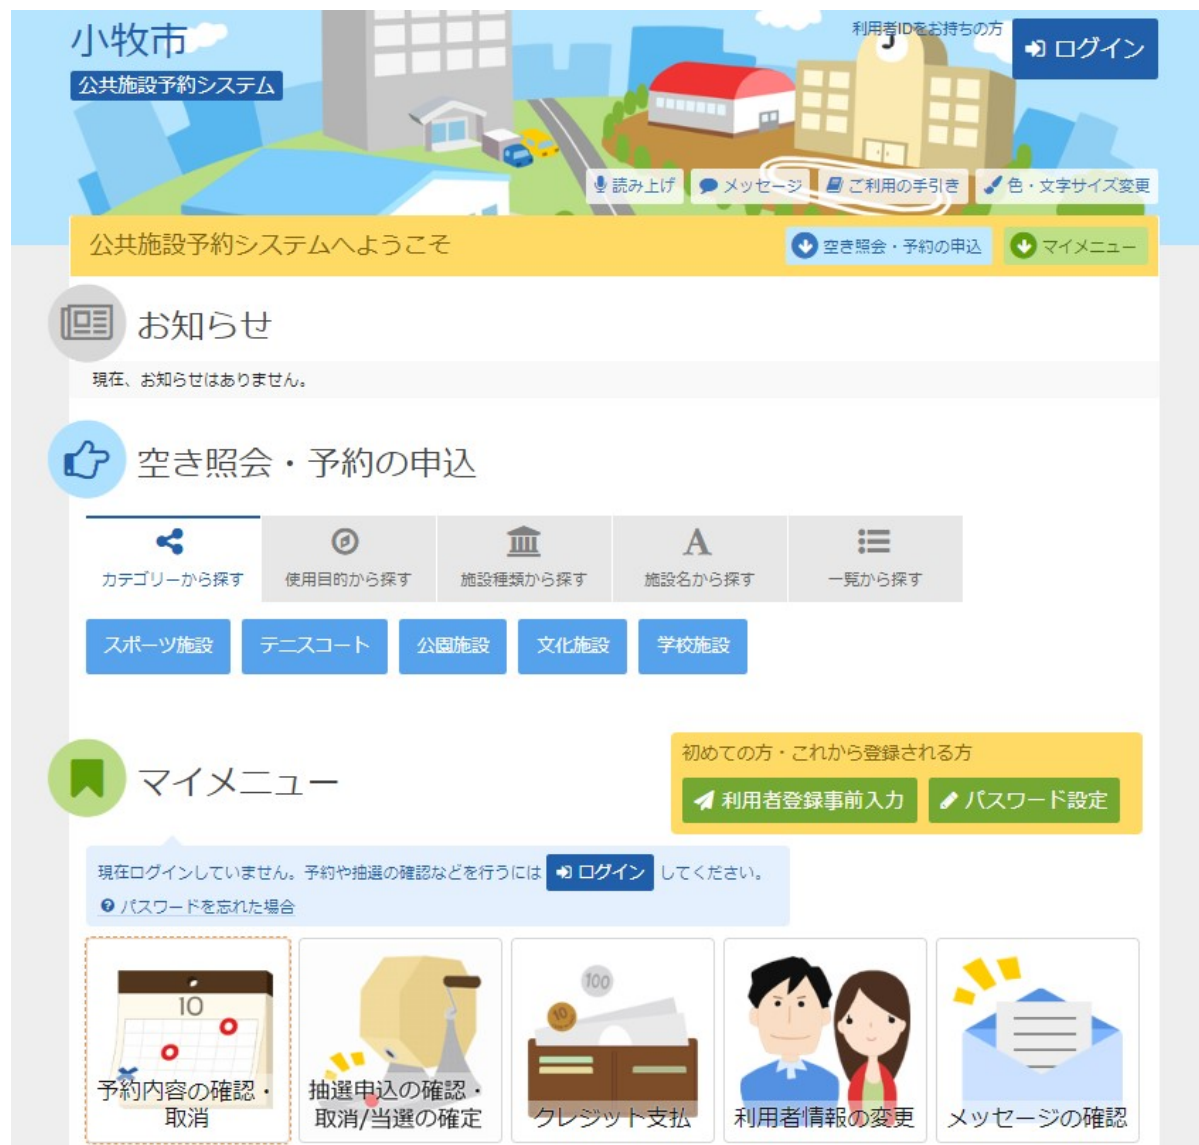 小牧市
公共施設予約システム
利用者IDをお持ちの方
ログイン
読み上げ
メッセージ
ご利用の手引き
色・文字サイズ変更
公共施設予約システムへようこそ
空き照会・予約の申込
マイメニュー
お知らせ
現在、お知らせはありません。
空き照会・予約の申込
カテゴリーから探す
使用目的から探す
施設種類から探す
A
施設名から探す
一覧から探す
スポーツ施設
テニスコート
公園施設
文化施設
学校施設
マイメニュー
初めての方・これから登録される方
利用者登録事前入力
パスワード設定
現在ログインしていません。予約や抽選の確認などを行うには ログイン してください。
パスワードを忘れた場合
10
予約内容の確認・
取消
抽選申込の確認・
取消/当選の確定
100
10
クレジット支払
利用者情報の変更
メッセージの確認